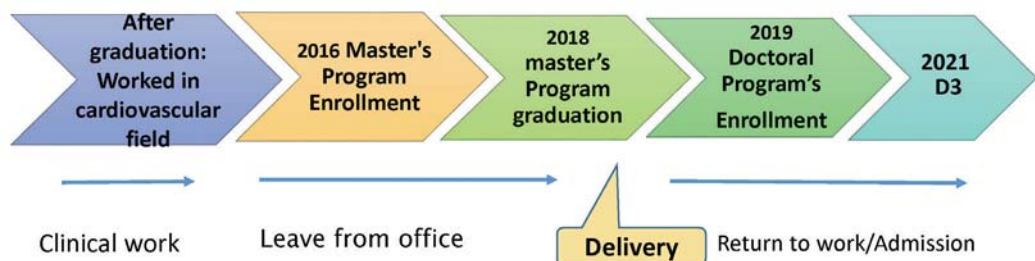 After
graduation:
Worked in
cardiovascular
field
2016 Master's
Program
Enrollment
2018
master’s
Program
graduation
2019
Doctoral
Program’s
Enrollment
2021
D3
Clinical work
Leave from office
Delivery
Return to work/Admission